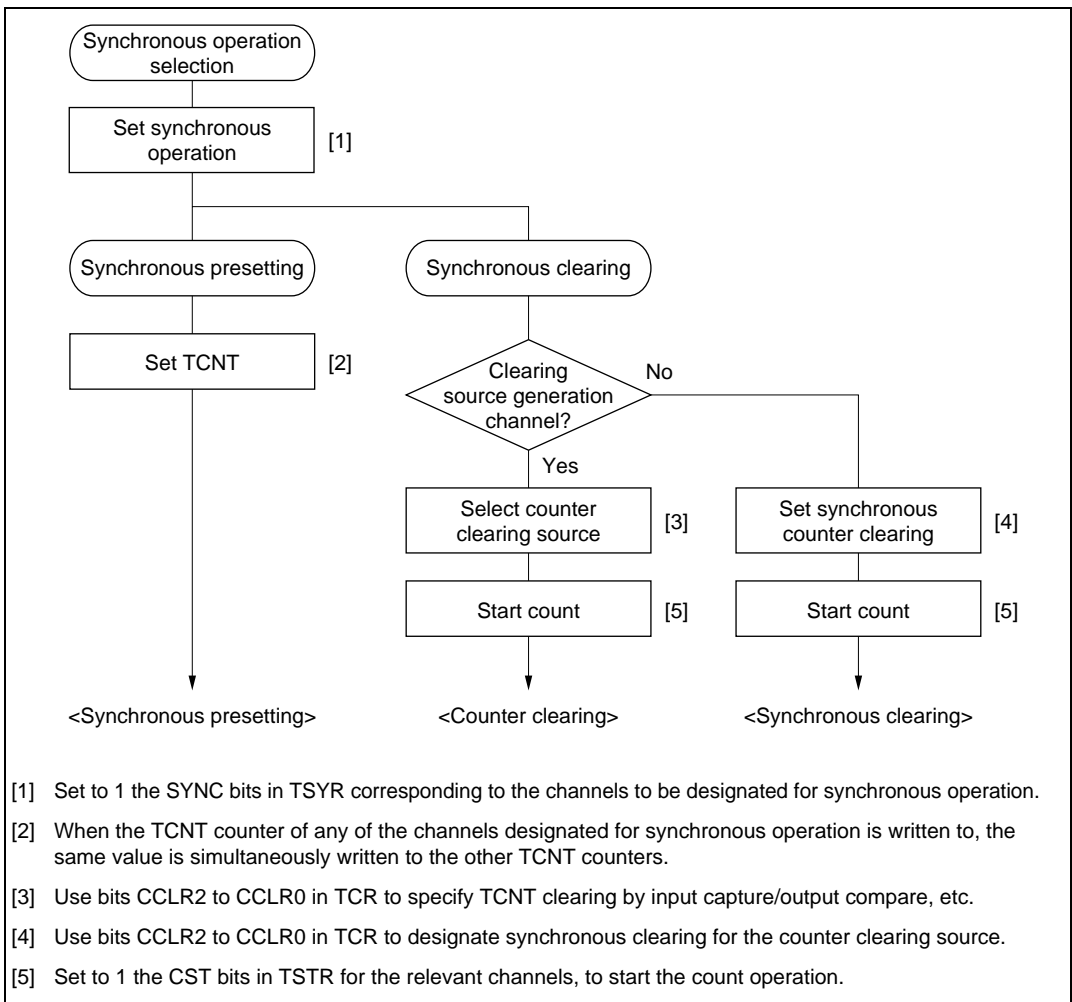 Synchronous operation
selection
Set synchronous
operation
[1]
Synchronous presetting
Synchronous clearing
Set TCNT
[2]
Clearing
source generation
channel?
No
Yes
Select counter
clearing source
[3]
Set synchronous
counter clearing
[4]
Start count
[5]
Start count
[5]
<Synchronous presetting>
<Counter clearing>
<Synchronous clearing>
[1] Set to 1 the SYNC bits in TSYR corresponding to the channels to be designated for synchronous operation.
[2] When the TCNT counter of any of the channels designated for synchronous operation is written to, the
same value is simultaneously written to the other TCNT counters.
[3] Use bits CCLR2 to CCLR0 in TCR to specify TCNT clearing by input capture/output compare, etc.
[4] Use bits CCLR2 to CCLR0 in TCR to designate synchronous clearing for the counter clearing source.
[5] Set to 1 the CST bits in TSTR for the relevant channels, to start the count operation.